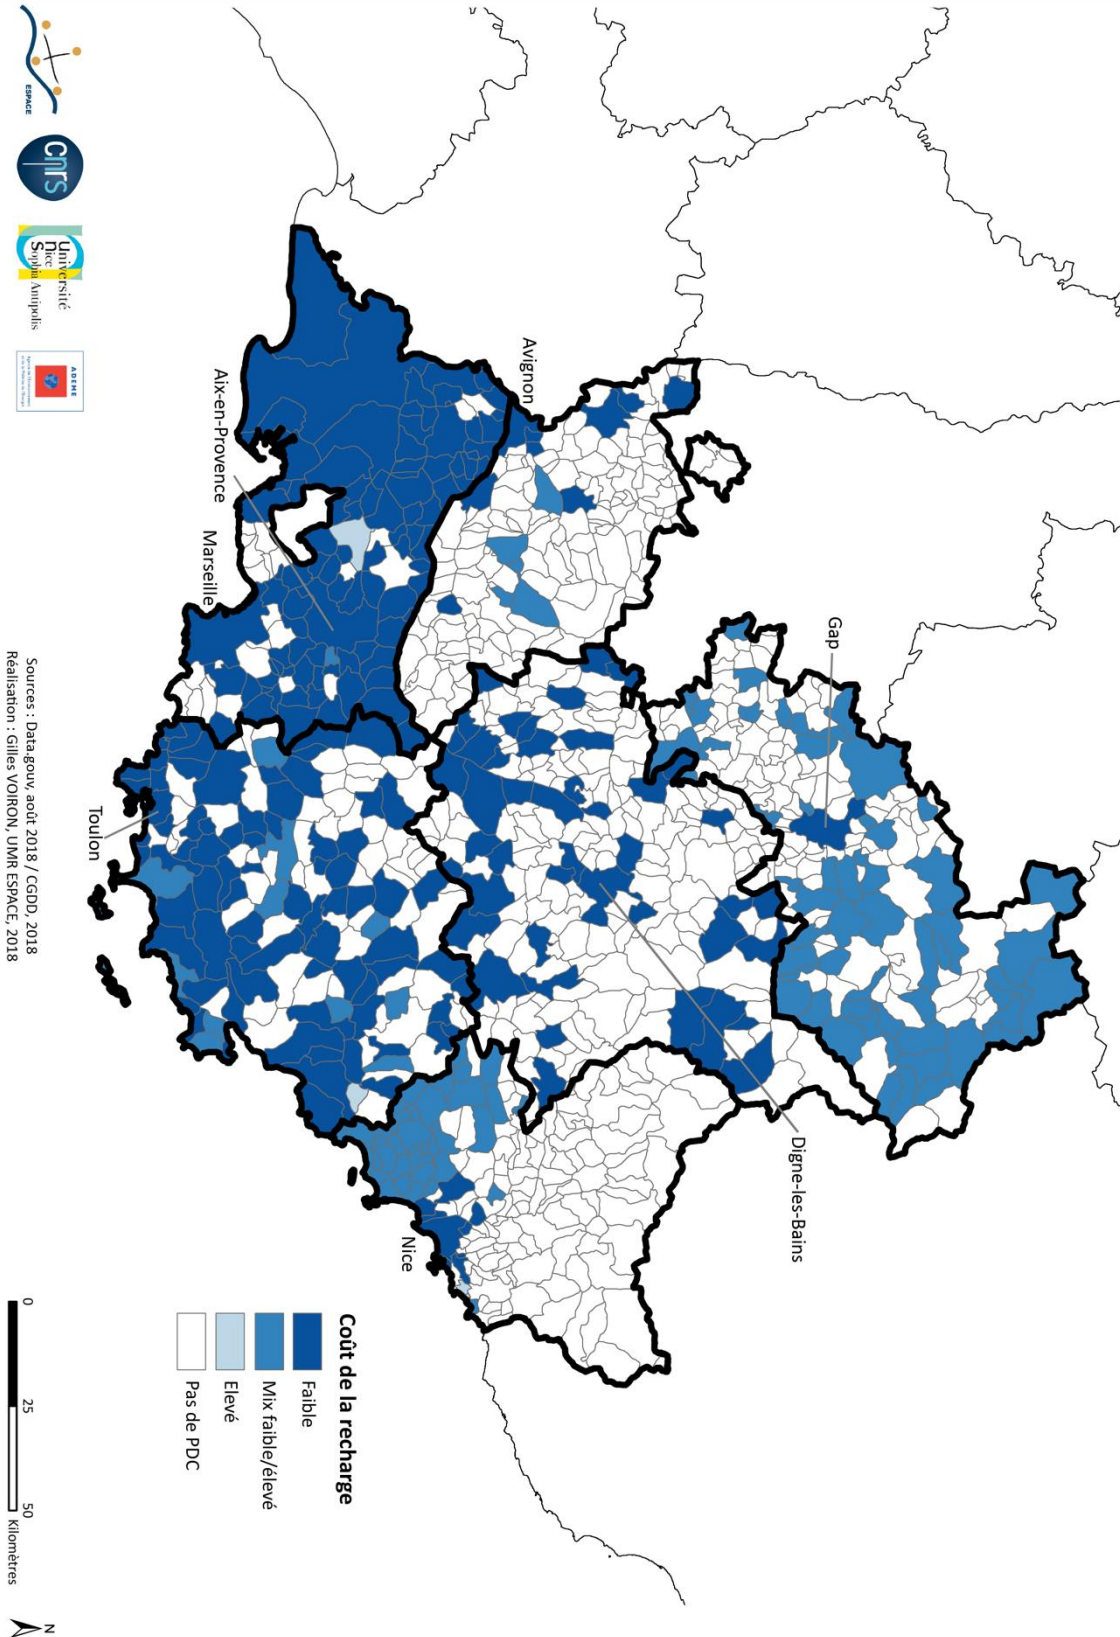 Gap
Digne-les-Bains
Avignon
Nice
Aix-en-Provence
Marseille
Toulon
Coût de la recharge
Faible
Mix faible/élevé
Elevé
Pas de PDC
0 25 50
Kilomètres
N
ESPACE
cnrs
université
nice
Sophia Antipolis
ADEME
Sources : Data.gouv, août 2018 / CGDD, 2018
Réalisation : Gilles VOIRON, UMR ESPACE, 2018